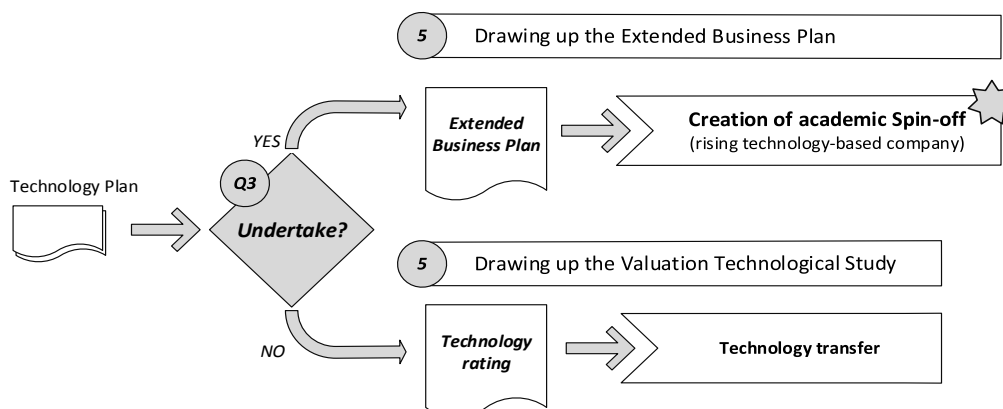 5 Drawing up the Extended Business Plan
Extended
Business Plan
Creation of academic Spin-off
(rising technology-based company)
YES
Technology Plan
Q3
Undertake?
5 Drawing up the Valuation Technological Study
NO
Technology
rating
Technology transfer